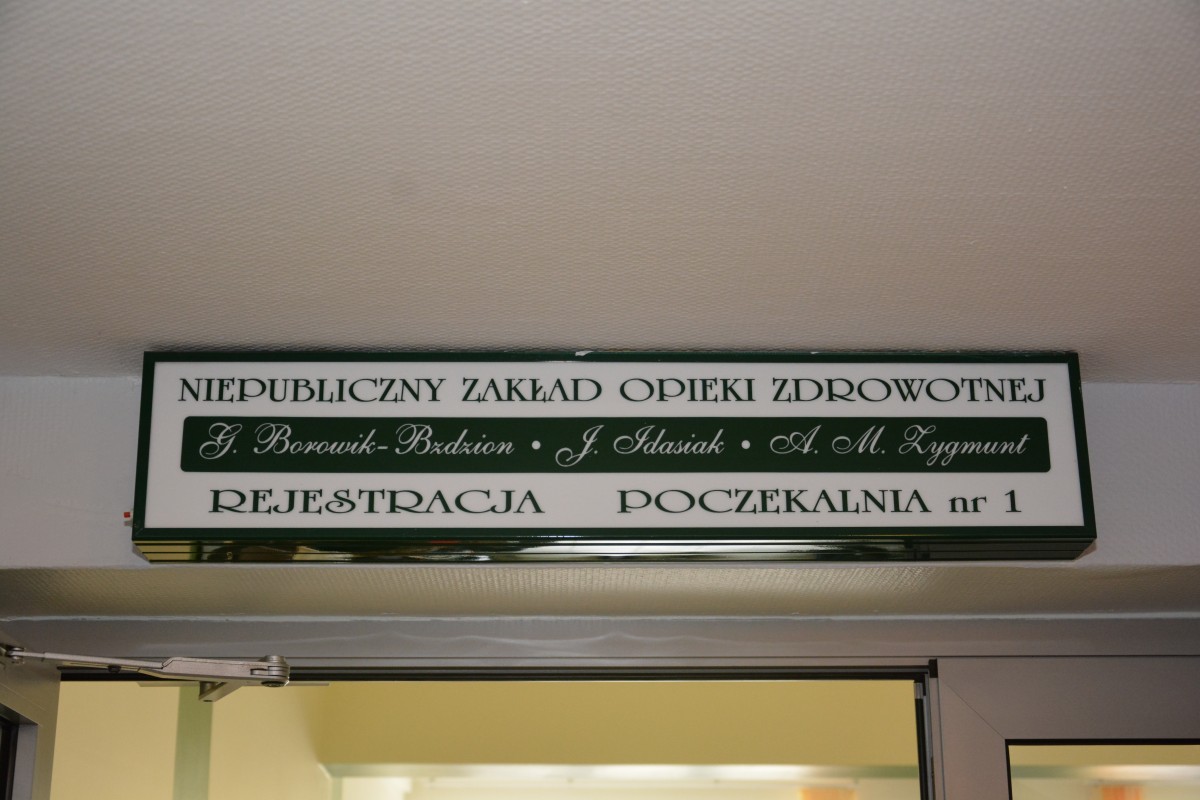 NIEPUBLICZNY ZAKŁAD OPIEKI ZDROWOTNEJ
G. Borowik-Bzdzion • J. Idasiak • A. M. Zygmunt
REJESTRACJA POCZEKALNIA nr 1